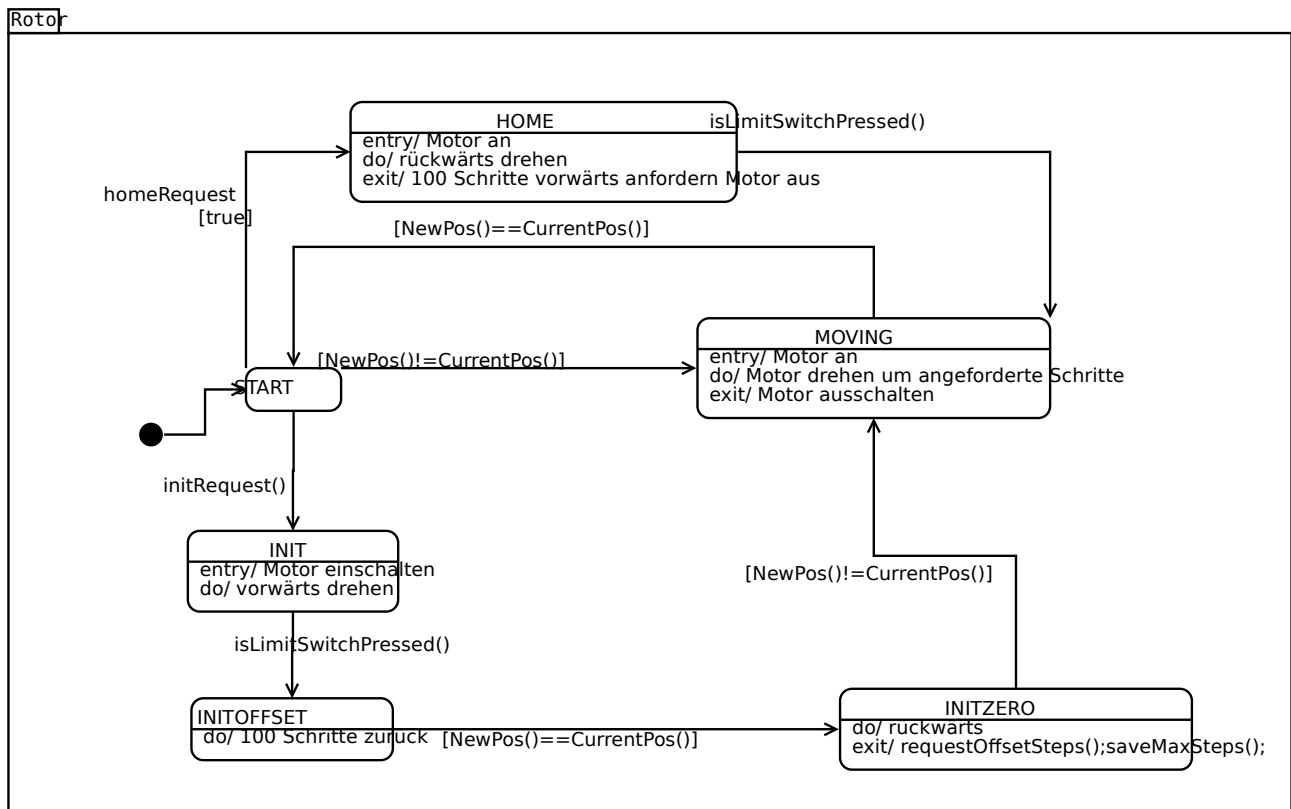 Rotor
HOME
entry/ Motor an
do/ rückwärts drehen
exit/ 100 Schritte vorwärts anfordern Motor aus
isLimitSwitchPressed()
homeRequest
[true]
[NewPos()==CurrentPos()]
MOVING
entry/ Motor an
do/ Motor drehen um angeforderte Schritte
exit/ Motor ausschalten
[NewPos()!=CurrentPos()]
START
initRequest()
INIT
entry/ Motor einschalten
do/ vorwärts drehen
[NewPos()!=CurrentPos()]
isLimitSwitchPressed()
INITOFFSET
do/ 100 Schritte zurück
[NewPos()==CurrentPos()]
INITZERO
do/ rückwärts
exit/ requestOffsetSteps();saveMaxSteps();